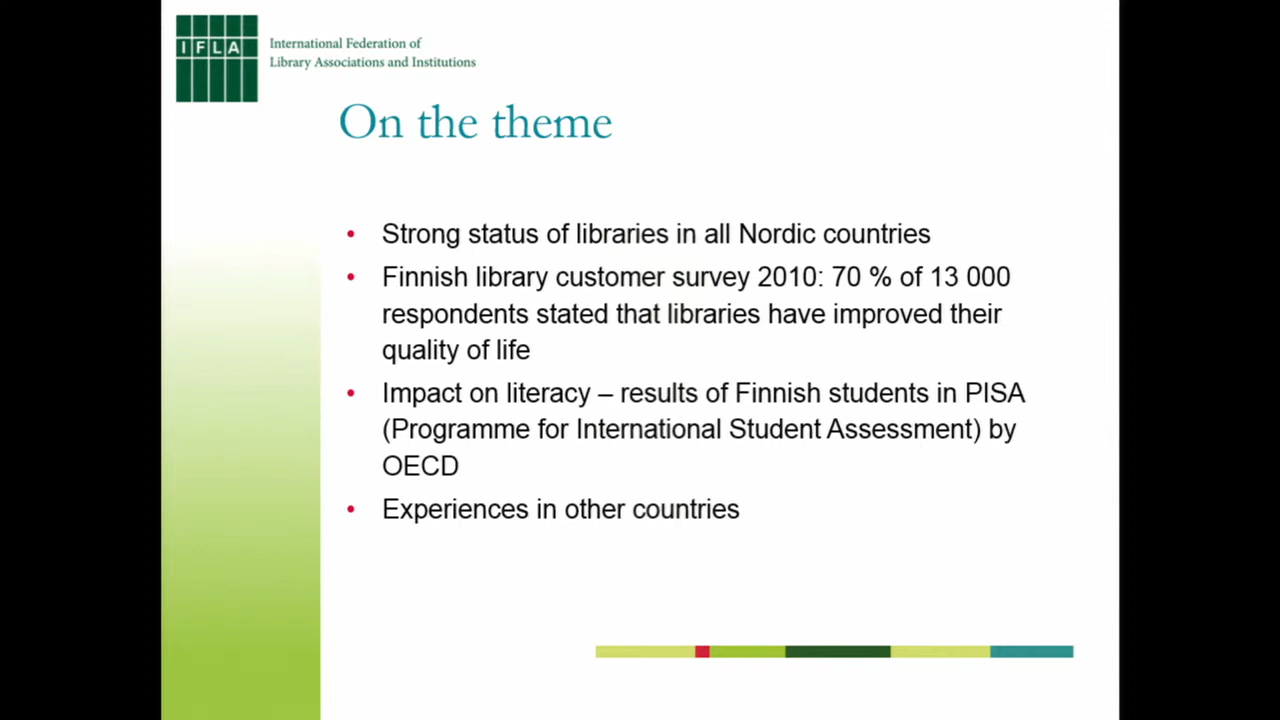 IFLA
International Federation of
Library Associations and Institutions
On the theme
• Strong status of libraries in all Nordic countries
• Finnish library customer survey 2010: 70 % of 13 000
respondents stated that libraries have improved their
quality of life
• Impact on literacy – results of Finnish students in PISA
(Programme for International Student Assessment) by
OECD
• Experiences in other countries